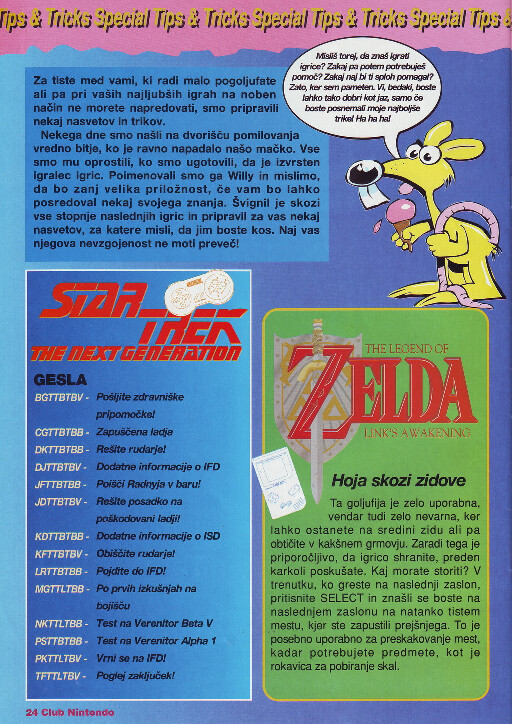 Tips & Tricks Special Tips & Tricks Special Tips & Tricks Special Tips &
Misliš torej, da znaš igrati
igrice? Zakaj pa potem potrebuješ
pomoč? Zakaj naj bi ti sploh pomagal?
Zato, ker sem pameten. Vi, bedaki, boste
lahko tako dobri kot jaz, samo če
boste posnemali moje najboljše
trike! Ha ha ha!
Za tiste med vami, ki radi malo pogoljufate
ali pa pri vaših najljubših igrah na noben
način ne morete napredovati, smo pripravili
nekaj nasvetov in trikov.
Nekega dne smo našli na dvorišču pomilovanja
vredno bitje, ko je ravno napadalo našo mačko. Vse
smo mu oprostili, ko smo ugotovili, da je izvrsten
igralec igric. Poimenovali smo ga Willy in mislimo,
da bo zanj velika priložnost, če vam bo lahko
posredoval nekaj svojega znanja. Švignil je skozi
vse stopnje naslednjih igric in pripravil za vas nekaj
nasvetov, za katere misli, da jim boste kos. Naj vas
njegova nevzgojenost ne moti preveč!
STAR TREK
THE NEXT GENERATION
GESLA
BGTTBTBV - Pošljite zdravniške
pripomočke!
CGTTBTBB - Zapuščena ladja
DKTTBTBB - Rešite rudarje!
DJTTBTBV - Dodatne informacije o IFD
JFTTBTBB - Poišči Radnyja v baru!
JDTTBTBV - Rešite posadko na
poškodovani ladji!
KDTTBTBB - Dodatne informacije o ISD
KFTTBTBV - Obiščite rudarje!
LRTTBTBB - Pojdite do IFD!
MGTTLTBB - Po prvih izkušnjah na
bojišču
NKTTLTBB - Test na Verenitor Beta V
PSTTBTBB - Test na Verenitor Alpha 1
PKTTLTBV - Vrni se na IFD!
TFTTLTBV - Poglej zaključek!
THE LEGEND OF
ZELDA
LINK'S AWAKENING
Hoja skozi zidove
Ta goljufija je zelo uporabna,
vendar tudi zelo nevarna, ker
lahko ostanete na sredini zidu ali pa
obtičite v kakšnem grmovju. Zaradi tega je
priporočljivo, da igrico shranite, preden
karkoli poskušate. Kaj morate storiti? V
trenutku, ko greste na naslednji zaslon,
pritisnite SELECT in znašli se boste na
naslednjem zaslonu na natanko tistem
mestu, kjer ste zapustili prejšnjega. To je
posebno uporabno za preskakovanje mest,
kadar potrebujete predmete, kot je
rokavica za pobiranje skal.
24 Club Nintendo